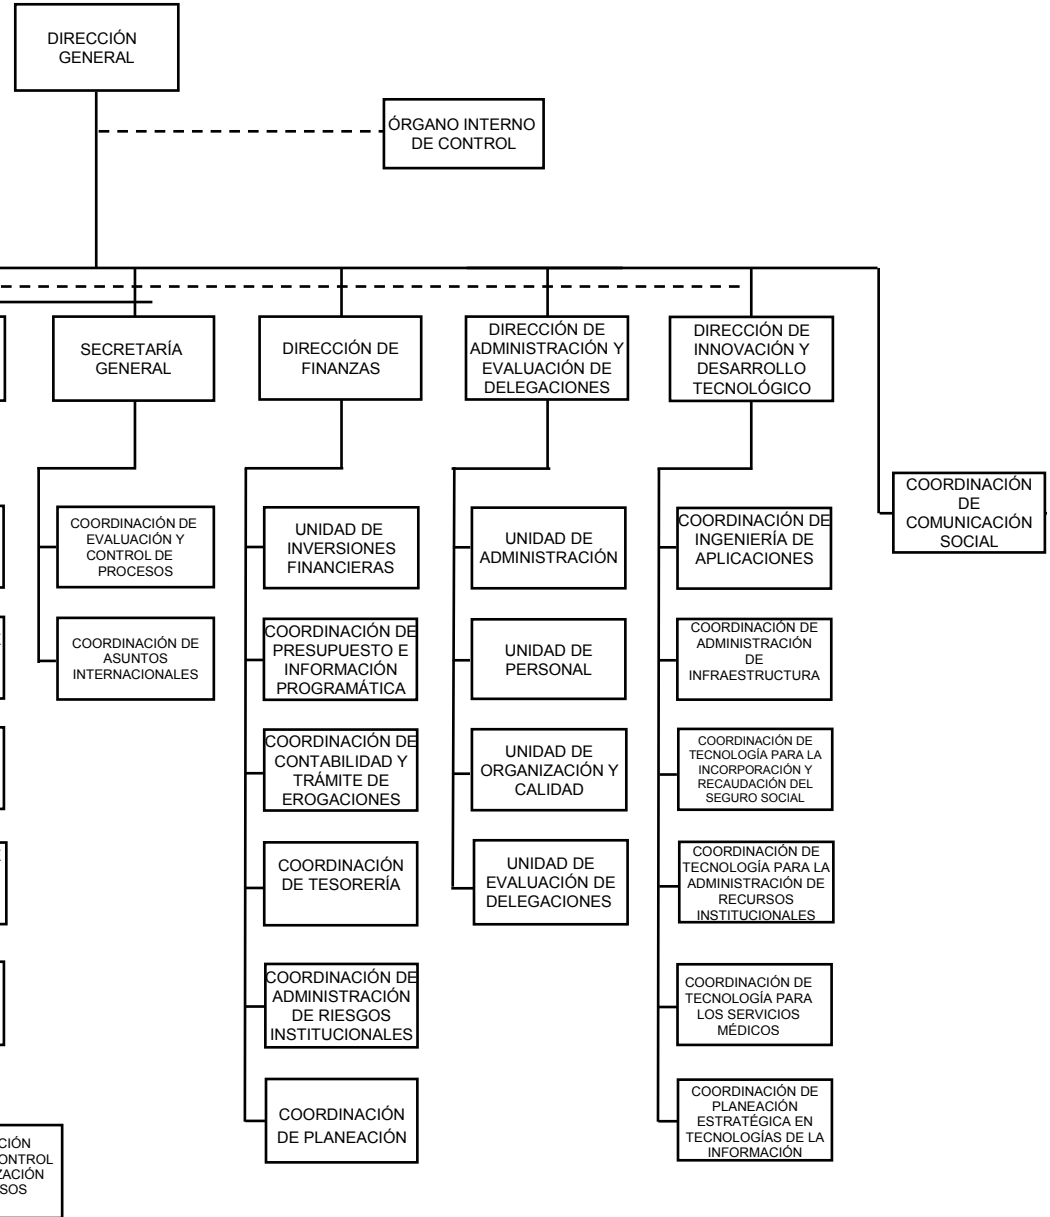 DIRECCIÓN
GENERAL
ÓRGANO INTERNO
DE CONTROL
SECRETARÍA
GENERAL
DIRECCIÓN DE
FINANZAS
DIRECCIÓN DE
ADMINISTRACIÓN Y
EVALUACIÓN DE
DELEGACIONES
DIRECCIÓN DE
INNOVACIÓN Y
DESARROLLO
TECNOLÓGICO
COORDINACIÓN
DE
COMUNICACIÓN
SOCIAL
COORDINACIÓN DE
EVALUACIÓN Y
CONTROL DE
PROCESOS
COORDINACIÓN DE
ASUNTOS
INTERNACIONALES
UNIDAD DE
INVERSIONES
FINANCIERAS
COORDINACIÓN DE
PRESUPUESTO E
INFORMACIÓN
PROGRAMÁTICA
COORDINACIÓN DE
CONTABILIDAD Y
TRÁMITE DE
EROGACIONES
COORDINACIÓN
DE TESORERÍA
COORDINACIÓN DE
ADMINISTRACIÓN
DE RIESGOS
INSTITUCIONALES
COORDINACIÓN
DE PLANEACIÓN
UNIDAD DE
ADMINISTRACIÓN
UNIDAD DE
PERSONAL
UNIDAD DE
ORGANIZACIÓN Y
CALIDAD
UNIDAD DE
EVALUACIÓN DE
DELEGACIONES
COORDINACIÓN DE
INGENIERÍA DE
APLICACIONES
COORDINACIÓN DE
ADMINISTRACIÓN
DE
INFRAESTRUCTURA
COORDINACIÓN DE
TECNOLOGÍA PARA LA
INCORPORACIÓN Y
RECAUDACIÓN DEL
SEGURO SOCIAL
COORDINACIÓN DE
TECNOLOGÍA PARA LA
ADMINISTRACIÓN DE
RECURSOS
INSTITUCIONALES
COORDINACIÓN DE
TECNOLOGÍA PARA
LOS SERVICIOS
MÉDICOS
COORDINACIÓN DE
PLANEACIÓN
ESTRATÉGICA EN
TECNOLOGÍAS DE LA
INFORMACIÓN
CIÓN
ONTROL
ZACIÓN
SOS